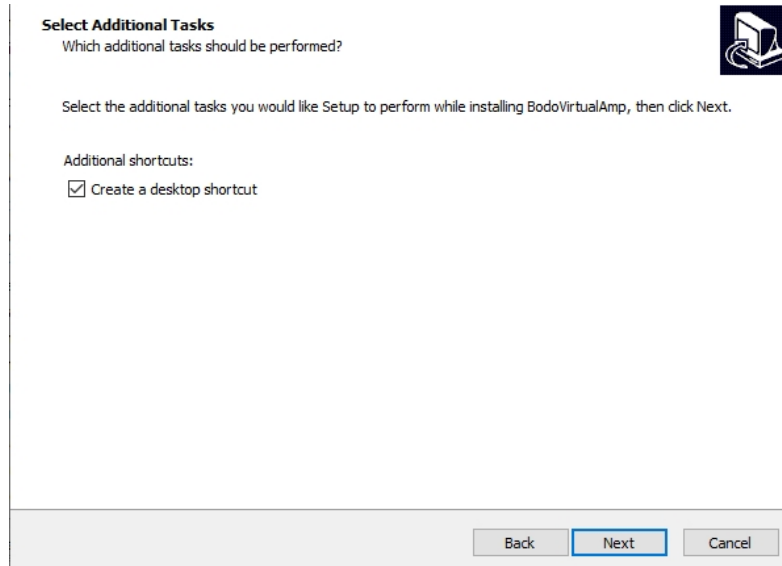 Select Additional Tasks
Which additional tasks should be performed?
Select the additional tasks you would like Setup to perform while installing BodoVirtualAmp, then click Next.
Additional shortcuts:
Create a desktop shortcut
Back
Next
Cancel